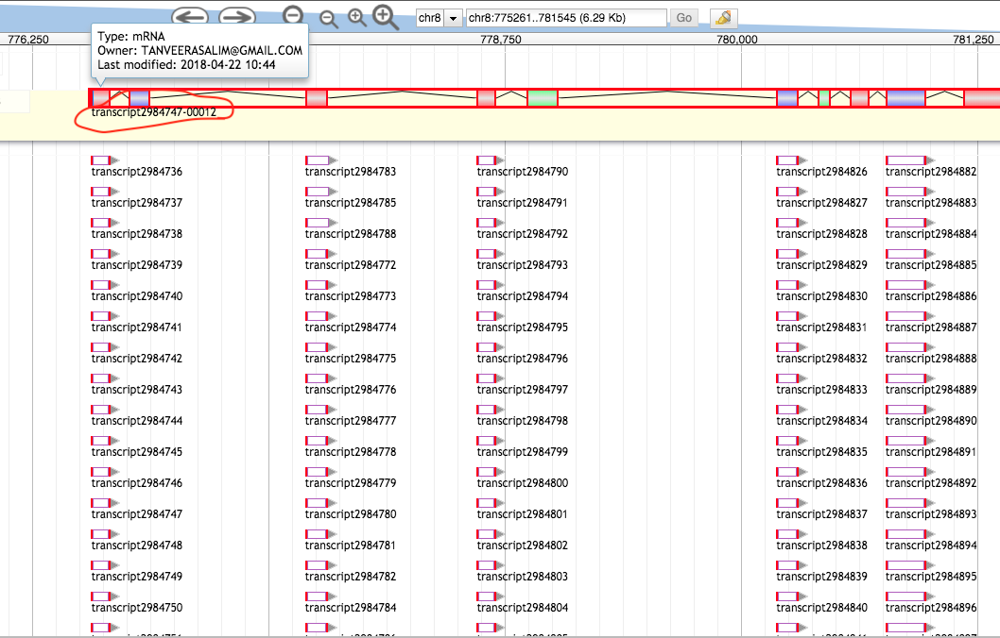 chr8 chr8:775261..781545 (6.29 Kb) Go
776,250 778,750 780,000 781,250
Type: mRNA
Owner: TANVEERASALIM@GMAIL.COM
Last modified: 2018-04-22 10:44
transcript2984747-00012
transcript2984736 transcript2984783 transcript2984790 transcript2984826 transcript2984882
transcript2984737 transcript2984785 transcript2984791 transcript2984827 transcript2984883
transcript2984738 transcript2984788 transcript2984792 transcript2984828 transcript2984884
transcript2984739 transcript2984772 transcript2984793 transcript2984829 transcript2984885
transcript2984740 transcript2984773 transcript2984794 transcript2984830 transcript2984886
transcript2984741 transcript2984774 transcript2984795 transcript2984831 transcript2984887
transcript2984742 transcript2984775 transcript2984796 transcript2984832 transcript2984888
transcript2984743 transcript2984776 transcript2984797 transcript2984833 transcript2984889
transcript2984744 transcript2984777 transcript2984798 transcript2984834 transcript2984890
transcript2984745 transcript2984778 transcript2984799 transcript2984835 transcript2984891
transcript2984746 transcript2984779 transcript2984800 transcript2984836 transcript2984892
transcript2984747 transcript2984780 transcript2984801 transcript2984837 transcript2984893
transcript2984748 transcript2984781 transcript2984802 transcript2984838 transcript2984894
transcript2984749 transcript2984782 transcript2984803 transcript2984839 transcript2984895
transcript2984750 transcript2984784 transcript2984804 transcript2984840 transcript2984896